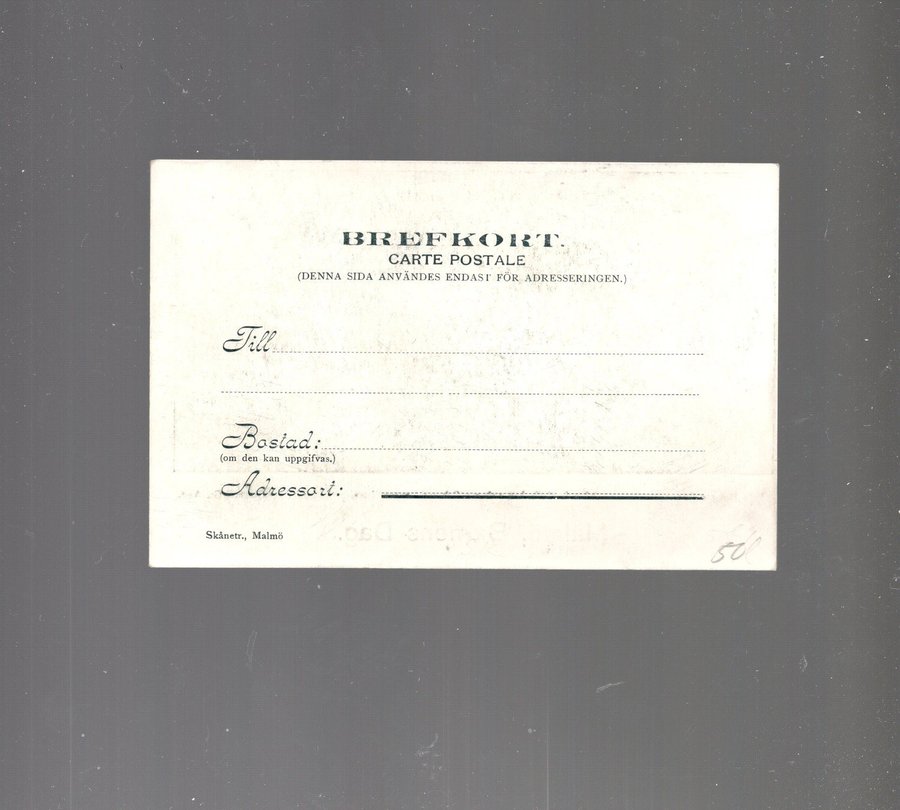 BREFKORT.
CARTE POSTALE
(DENNA SIDA ANVÄNDES ENDAST FÖR ADRESSERINGEN.)
Till
Bostad:
(om den kan uppgifvas.)
Adressort:
Skånetr., Malmö
50